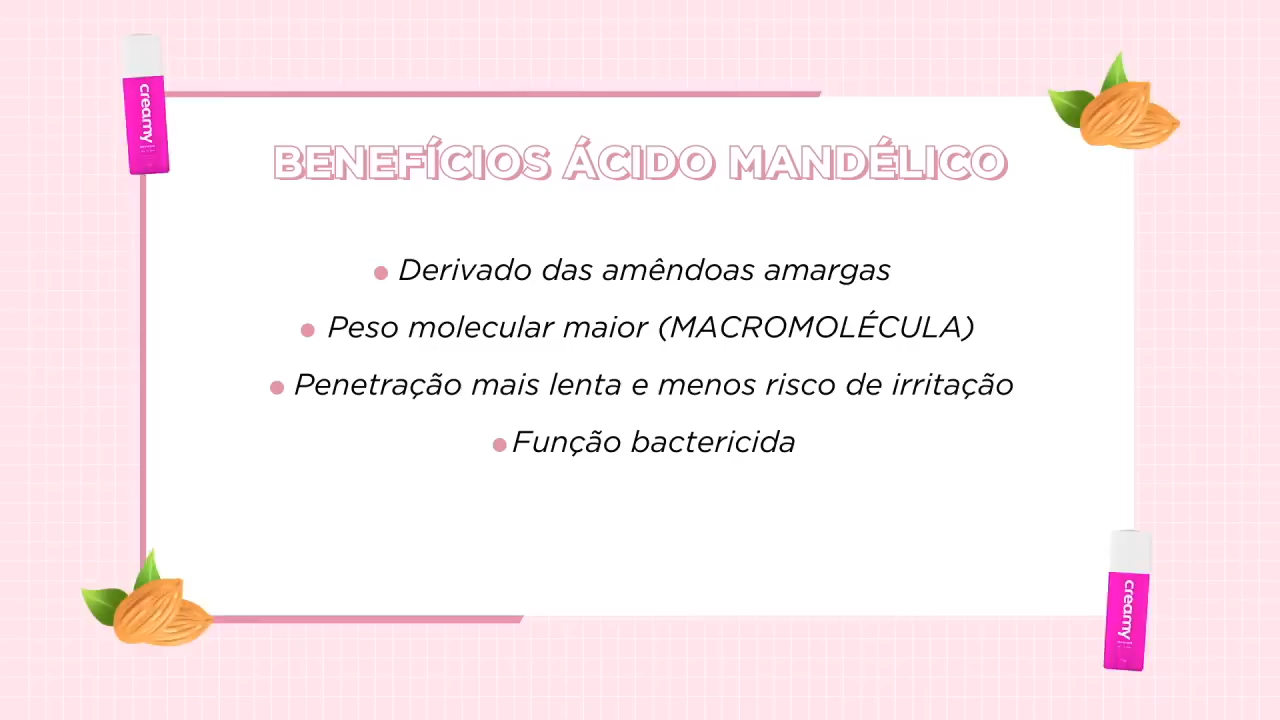 creamy
BENEFÍCIOS ÁCIDO MANDÉLICO
Derivado das amêndoas amargas
Peso molecular maior (MACROMOLÉCULA)
Penetração mais lenta e menos risco de irritação
Função bactericida
creamy